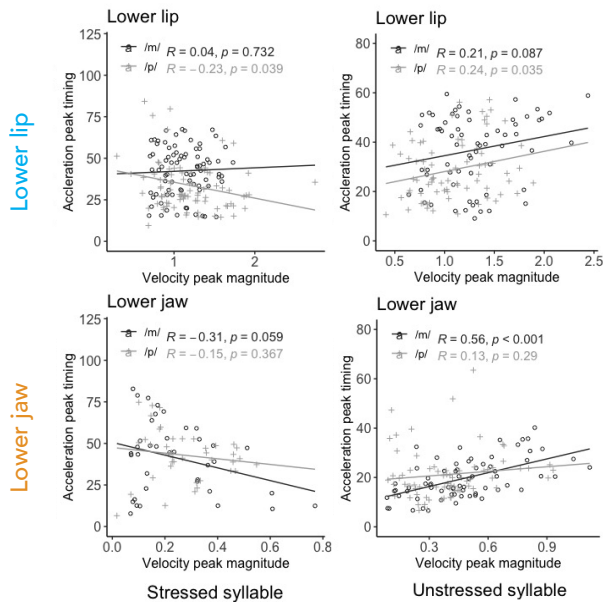 Lower lip
Lower lip
Lower lip
Accleration peak timing
125
100
75
50
25
0
a /m/ R = 0.04, p = 0.732
a /p/ R = −0.23, p = 0.039
1 2
Velocity peak magnitude
Acceleration peak timing
80
60
40
20
0
a /m/ R = 0.21, p = 0.087
a /p/ R = 0.24, p = 0.035
0.5 1.0 1.5 2.0 2.5
Velocity peak magnitude
Lower jaw
Lower jaw
Lower jaw
Acceleration peak timing
125
100
75
50
25
0
a /m/ R = −0.31, p = 0.059
a /p/ R = −0.15, p = 0.367
0.0 0.2 0.4 0.6 0.8
Velocity peak magnitude
Acceleration peak timing
80
60
40
20
0
a /m/ R = 0.56, p < 0.001
a /p/ R = 0.13, p = 0.29
0.3 0.6 0.9
Velocity peak magnitude
Stressed syllable
Unstressed syllable